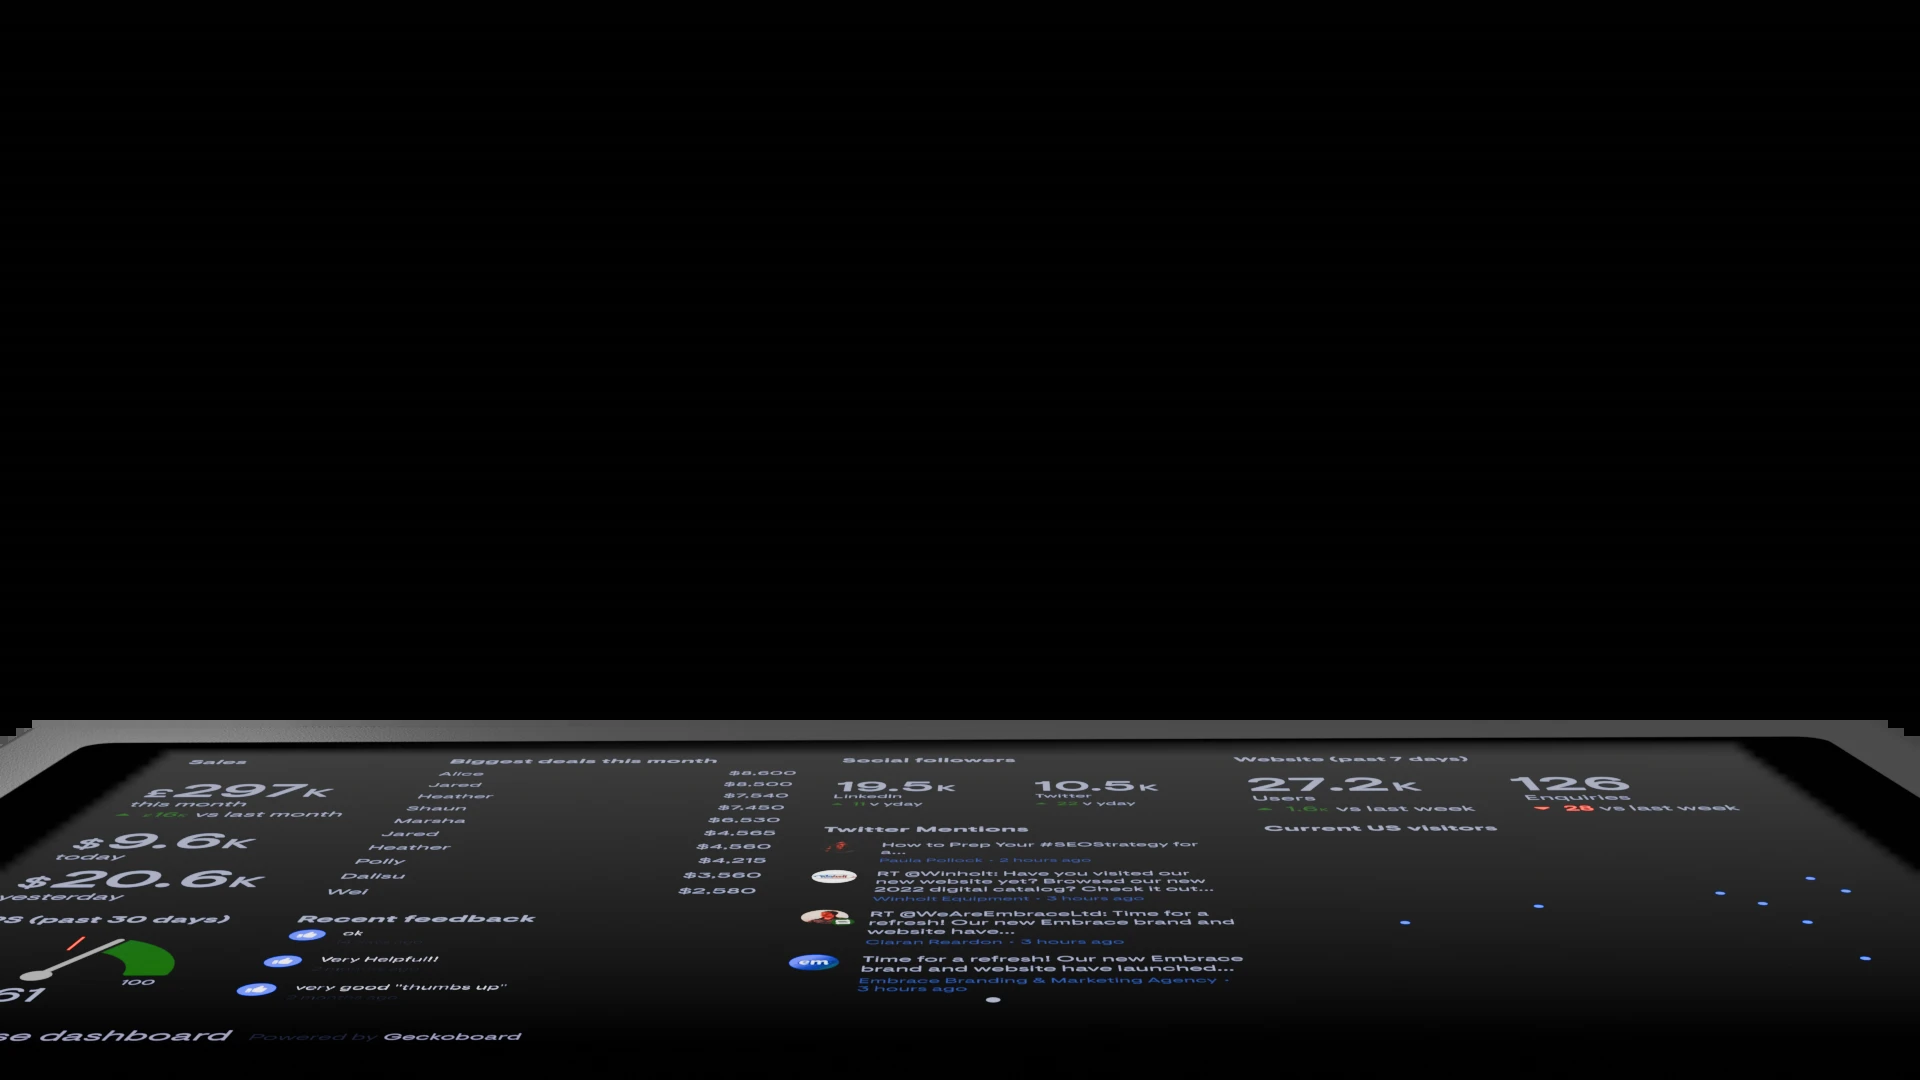 Sales
£297K
this month
£16K vs last month
$9.6K
today
$20.6K
yesterday
S (past 30 days)
100
61
Biggest deals this month
Alice $8,600
Jared $8,500
Heather $7,540
Shaun $7,450
Marsha $6,530
Jared $4,565
Heather $4,560
Polly $4,215
Dalisu $3,560
Wei $2,580
Recent feedback
ok
Very Helpful!!
2 months ago
very good "thumbs up"
2 months ago
Social followers
19.5K
LinkedIn
11 v yday
10.5K
Twitter
22 v yday
Twitter Mentions
How to Prep Your #SEOStrategy for
a...
Paula Pollock · 2 hours ago
RT @Winholt: Have you visited our
new website yet? Browsed our new
2022 digital catalog? Check it out...
Winholt Equipment · 3 hours ago
RT @WeAreEmbraceLtd: Time for a
refresh! Our new Embrace brand and
website have...
Ciaran Reardon · 3 hours ago
em
Time for a refresh! Our new Embrace
brand and website have launched...
Embrace Branding & Marketing Agency ·
3 hours ago
Website (past 7 days)
27.2K
Users
1.6K vs last week
126
Enquiries
28 vs last week
Current US visitors
se dashboard
Powered by Geckoboard